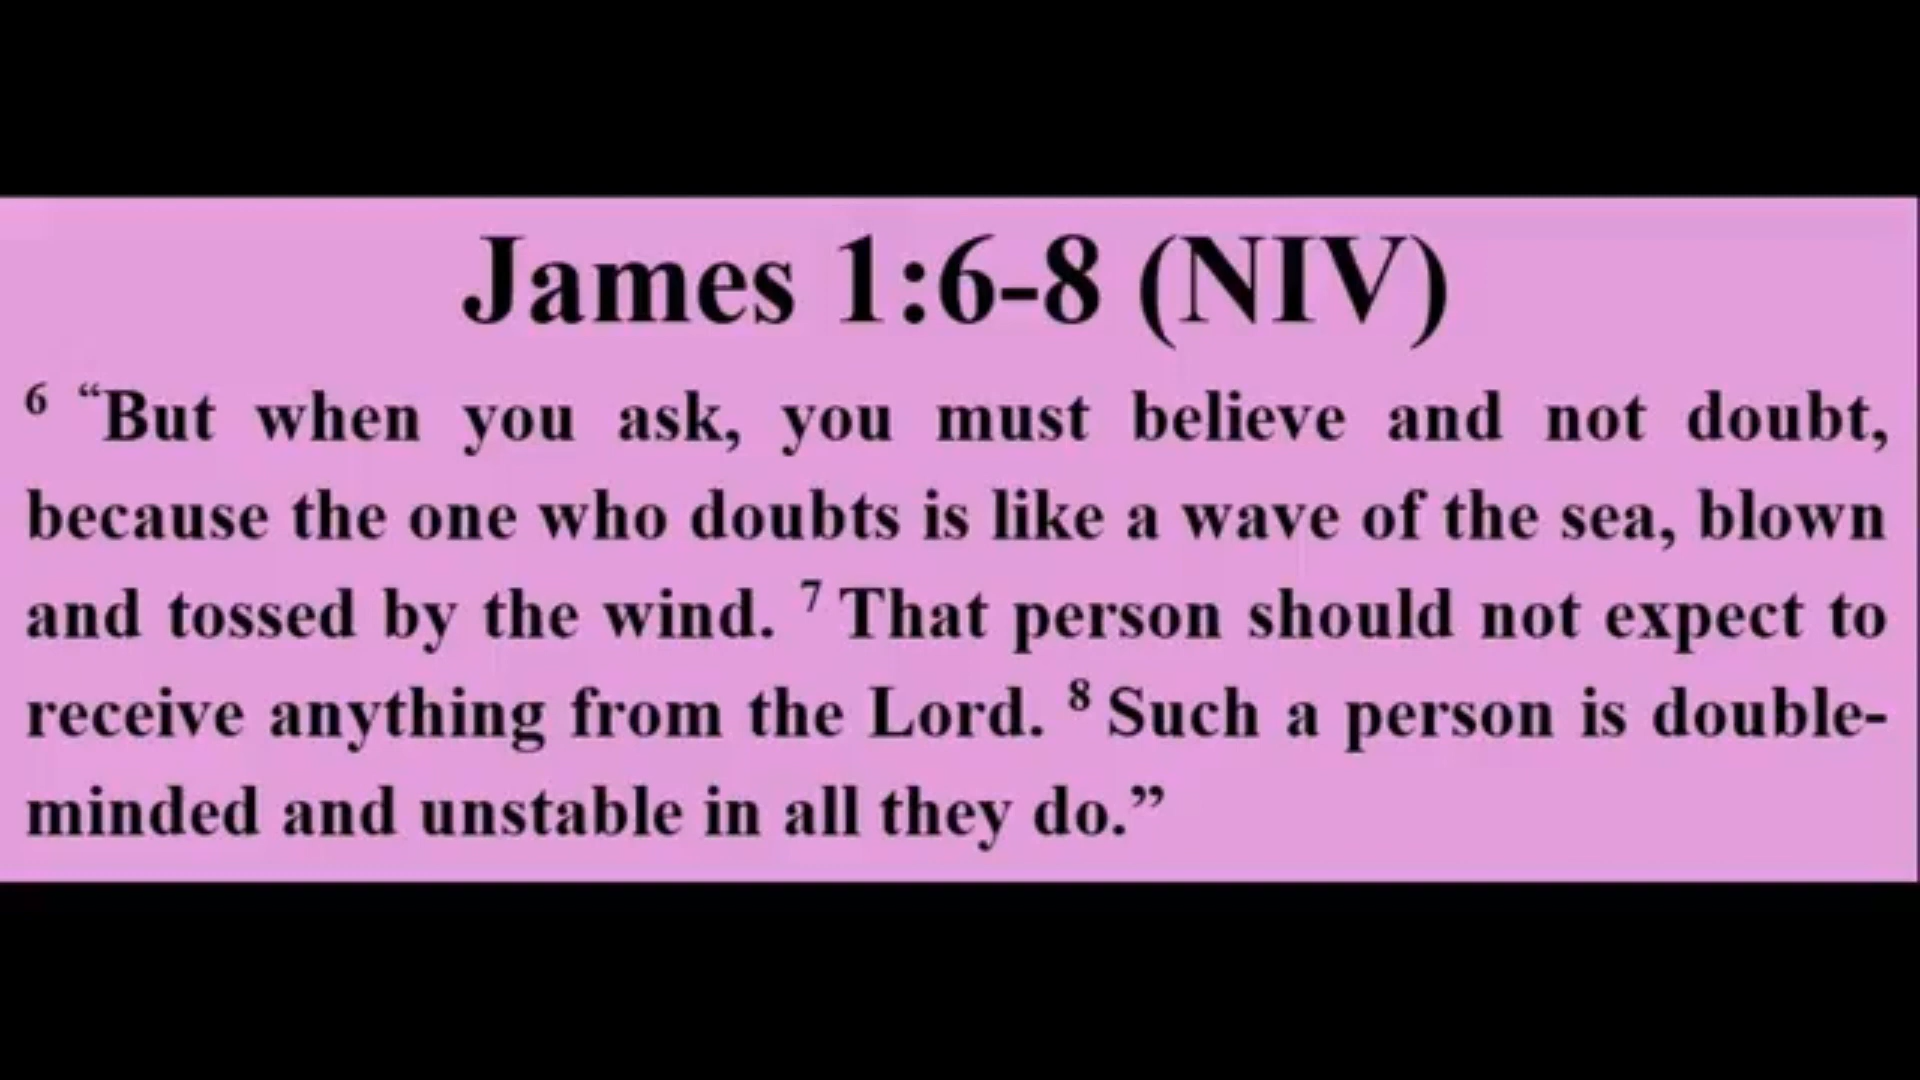 James 1:6-8 (NIV)
6 “But when you ask, you must believe and not doubt,
because the one who doubts is like a wave of the sea, blown
and tossed by the wind. 7 That person should not expect to
receive anything from the Lord. 8 Such a person is double-
minded and unstable in all they do.”